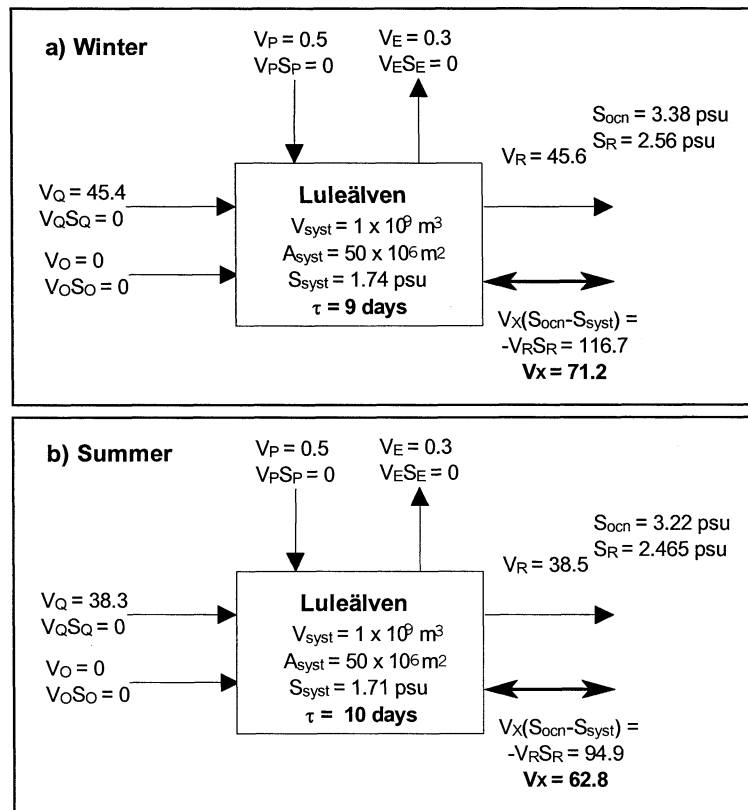 a) Winter
VP = 0.5
VPSP = 0
VE = 0.3
VESE = 0
Socn = 3.38 psu
SR = 2.56 psu
VR = 45.6
VQ = 45.4
VQSQ = 0
VO = 0
VOSO = 0
Luleälven
Vsyst = 1 x 10⁹ m³
Asyst = 50 x 10⁶ m²
Ssyst = 1.74 psu
τ = 9 days
VX(Socn-Ssyst) =
-VRSR = 116.7
Vx = 71.2
b) Summer
VP = 0.5
VPSP = 0
VE = 0.3
VESE = 0
Socn = 3.22 psu
SR = 2.465 psu
VR = 38.5
VQ = 38.3
VQSQ = 0
VO = 0
VOSO = 0
Luleälven
Vsyst = 1 x 10⁹ m³
Asyst = 50 x 10⁶ m²
Ssyst = 1.71 psu
τ = 10 days
VX(Socn-Ssyst) =
-VRSR = 94.9
Vx = 62.8